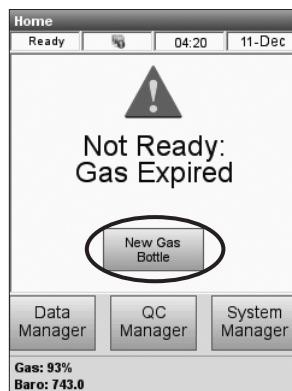 Home
Ready 04:20 11-Dec
Not Ready:
Gas Expired
New Gas
Bottle
Data QC System
Manager Manager Manager
Gas: 93%
Baro: 743.0